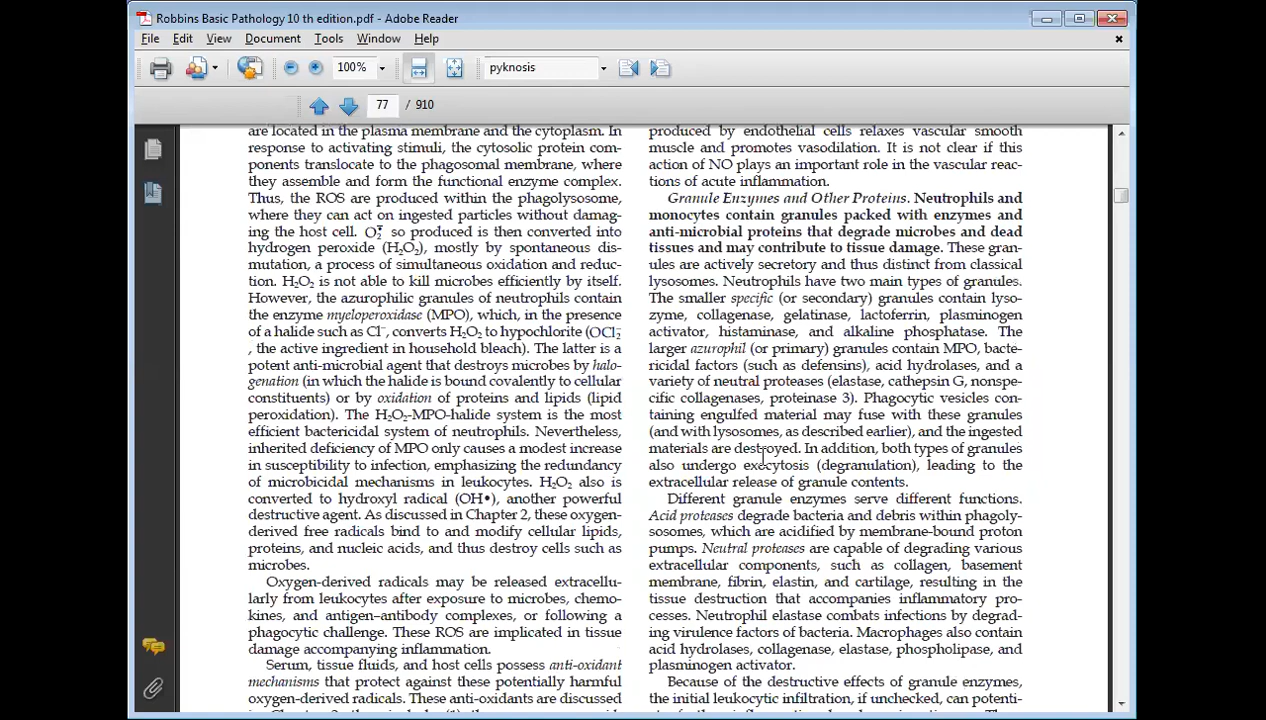 Robbins Basic Pathology 10 th edition.pdf - Adobe Reader
File Edit View Document Tools Window Help
100% pyknosis
77 / 910
are located in the plasma membrane and the cytoplasm. In
response to activating stimuli, the cytosolic protein com-
ponents translocate to the phagosomal membrane, where
they assemble and form the functional enzyme complex.
Thus, the ROS are produced within the phagolysosome,
where they can act on ingested particles without damag-
ing the host cell. O₂⁻ so produced is then converted into
hydrogen peroxide (H₂O₂), mostly by spontaneous dis-
mutation, a process of simultaneous oxidation and reduc-
tion. H₂O₂ is not able to kill microbes efficiently by itself.
However, the azurophilic granules of neutrophils contain
the enzyme myeloperoxidase (MPO), which, in the presence
of a halide such as Cl⁻, converts H₂O₂ to hypochlorite (OCl₂⁻
, the active ingredient in household bleach). The latter is a
potent anti-microbial agent that destroys microbes by halo-
genation (in which the halide is bound covalently to cellular
constituents) or by oxidation of proteins and lipids (lipid
peroxidation). The H₂O₂-MPO-halide system is the most
efficient bactericidal system of neutrophils. Nevertheless,
inherited deficiency of MPO only causes a modest increase
in susceptibility to infection, emphasizing the redundancy
of microbicidal mechanisms in leukocytes. H₂O₂ also is
converted to hydroxyl radical (OH•), another powerful
destructive agent. As discussed in Chapter 2, these oxygen-
derived free radicals bind to and modify cellular lipids,
proteins, and nucleic acids, and thus destroy cells such as
microbes.
Oxygen-derived radicals may be released extracellu-
larly from leukocytes after exposure to microbes, chemo-
kines, and antigen–antibody complexes, or following a
phagocytic challenge. These ROS are implicated in tissue
damage accompanying inflammation.
Serum, tissue fluids, and host cells possess anti-oxidant
mechanisms that protect against these potentially harmful
oxygen-derived radicals. These anti-oxidants are discussed
produced by endothelial cells relaxes vascular smooth
muscle and promotes vasodilation. It is not clear if this
action of NO plays an important role in the vascular reac-
tions of acute inflammation.
Granule Enzymes and Other Proteins. Neutrophils and
monocytes contain granules packed with enzymes and
anti-microbial proteins that degrade microbes and dead
tissues and may contribute to tissue damage. These gran-
ules are actively secretory and thus distinct from classical
lysosomes. Neutrophils have two main types of granules.
The smaller specific (or secondary) granules contain lyso-
zyme, collagenase, gelatinase, lactoferrin, plasminogen
activator, histaminase, and alkaline phosphatase. The
larger azurophil (or primary) granules contain MPO, bacte-
ricidal factors (such as defensins), acid hydrolases, and a
variety of neutral proteases (elastase, cathepsin G, nonspe-
cific collagenases, proteinase 3). Phagocytic vesicles con-
taining engulfed material may fuse with these granules
(and with lysosomes, as described earlier), and the ingested
materials are destroyed. In addition, both types of granules
also undergo exocytosis (degranulation), leading to the
extracellular release of granule contents.
Different granule enzymes serve different functions.
Acid proteases degrade bacteria and debris within phagoly-
sosomes, which are acidified by membrane-bound proton
pumps. Neutral proteases are capable of degrading various
extracellular components, such as collagen, basement
membrane, fibrin, elastin, and cartilage, resulting in the
tissue destruction that accompanies inflammatory pro-
cesses. Neutrophil elastase combats infections by degrad-
ing virulence factors of bacteria. Macrophages also contain
acid hydrolases, collagenase, elastase, phospholipase, and
plasminogen activator.
Because of the destructive effects of granule enzymes,
the initial leukocytic infiltration, if unchecked, can potenti-